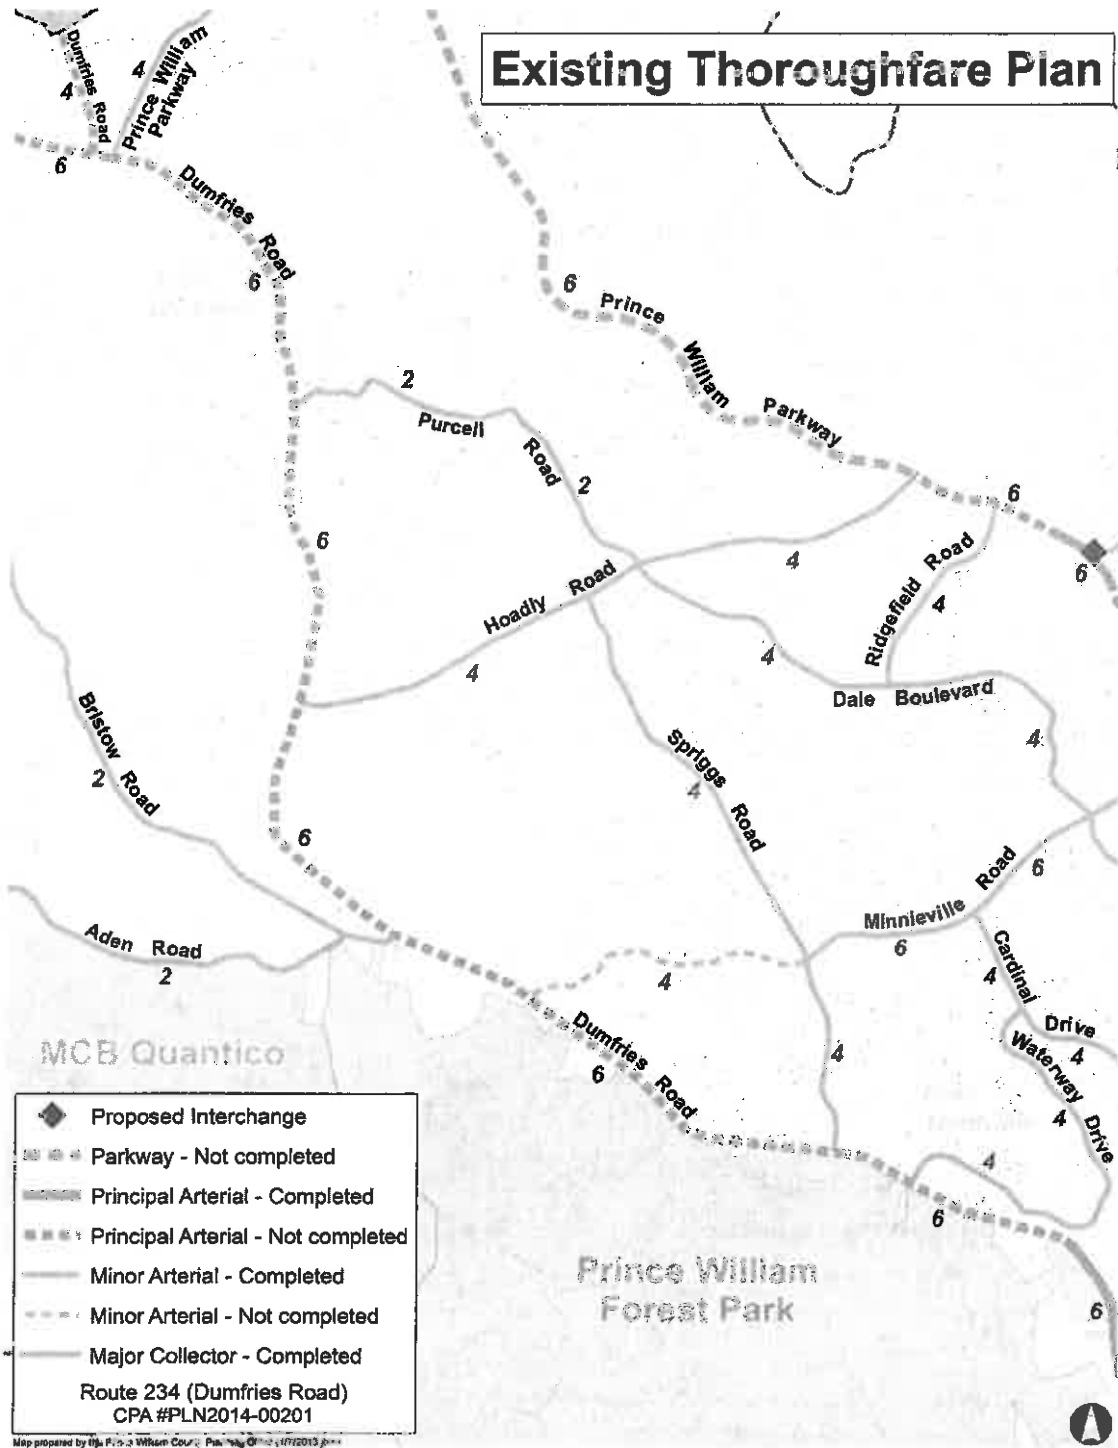 Existing Thoroughfare Plan
Dumfries Road
4
4
Prince William
Parkway
6
Dumfries Road
6
6
Prince William Parkway
2
Purcell Road
2
6
6
6
4
Ridgefield Road
4
Hoadly Road
4
4
Dale Boulevard
4
Bristow Road
2
Spriggs Road
4
6
6
Minnieville Road
6
Aden Road
2
4
Cardinal Drive
4
4
Dumfries Road
6
4
Waterway Drive
4
4
6
6
MCB Quantico
Prince William
Forest Park
Proposed Interchange
Parkway - Not completed
Principal Arterial - Completed
Principal Arterial - Not completed
Minor Arterial - Completed
Minor Arterial - Not completed
Major Collector - Completed
Route 234 (Dumfries Road)
CPA #PLN2014-00201
Map prepared by the